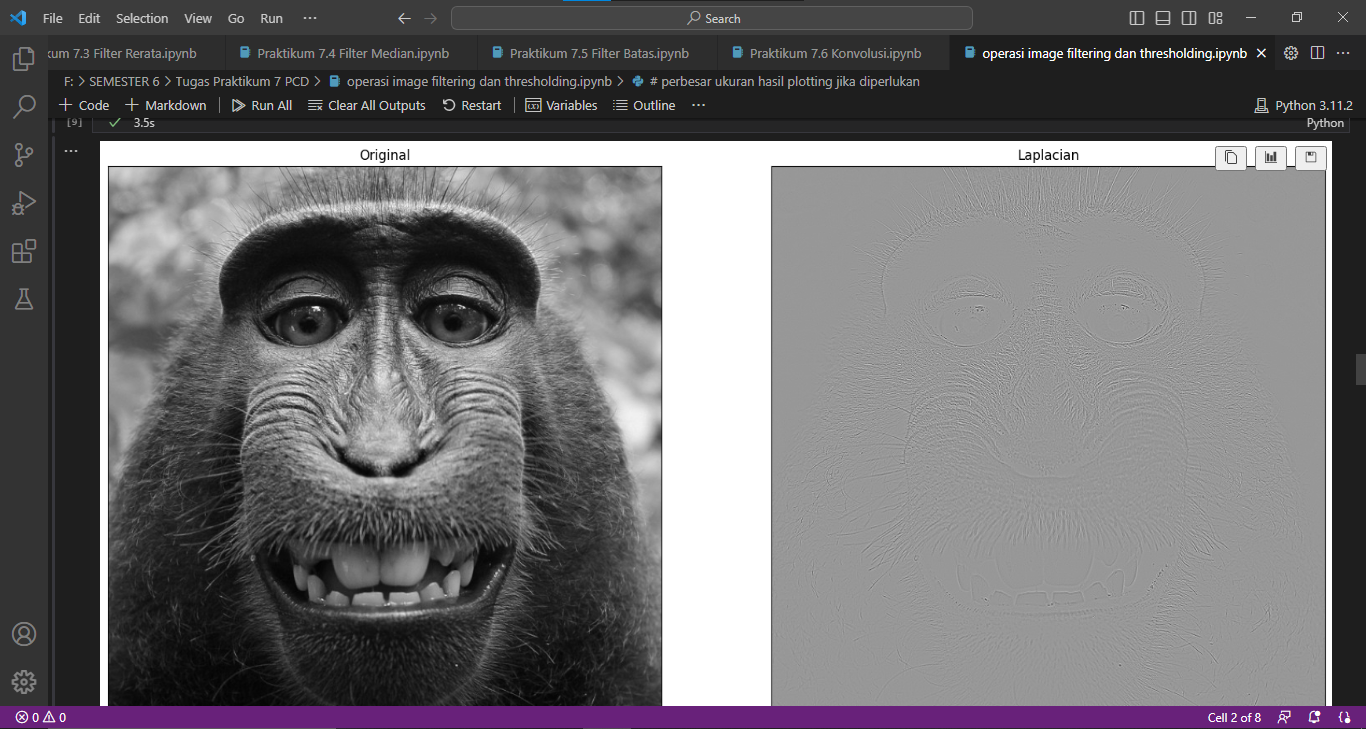 File Edit Selection View Go Run ··· Search
kum 7.3 Filter Rerata.ipynb Praktikum 7.4 Filter Median.ipynb Praktikum 7.5 Filter Batas.ipynb Praktikum 7.6 Konvolusi.ipynb operasi image filtering dan thresholding.ipynb
F: > SEMESTER 6 > Tugas Praktikum 7 PCD > operasi image filtering dan thresholding.ipynb > # perbesar ukuran hasil plotting jika diperlukan
+ Code + Markdown Run All Clear All Outputs Restart Variables Outline ··· Python 3.11.2
[9] 3.5s Python
Original Laplacian
0 0 Cell 2 of 8